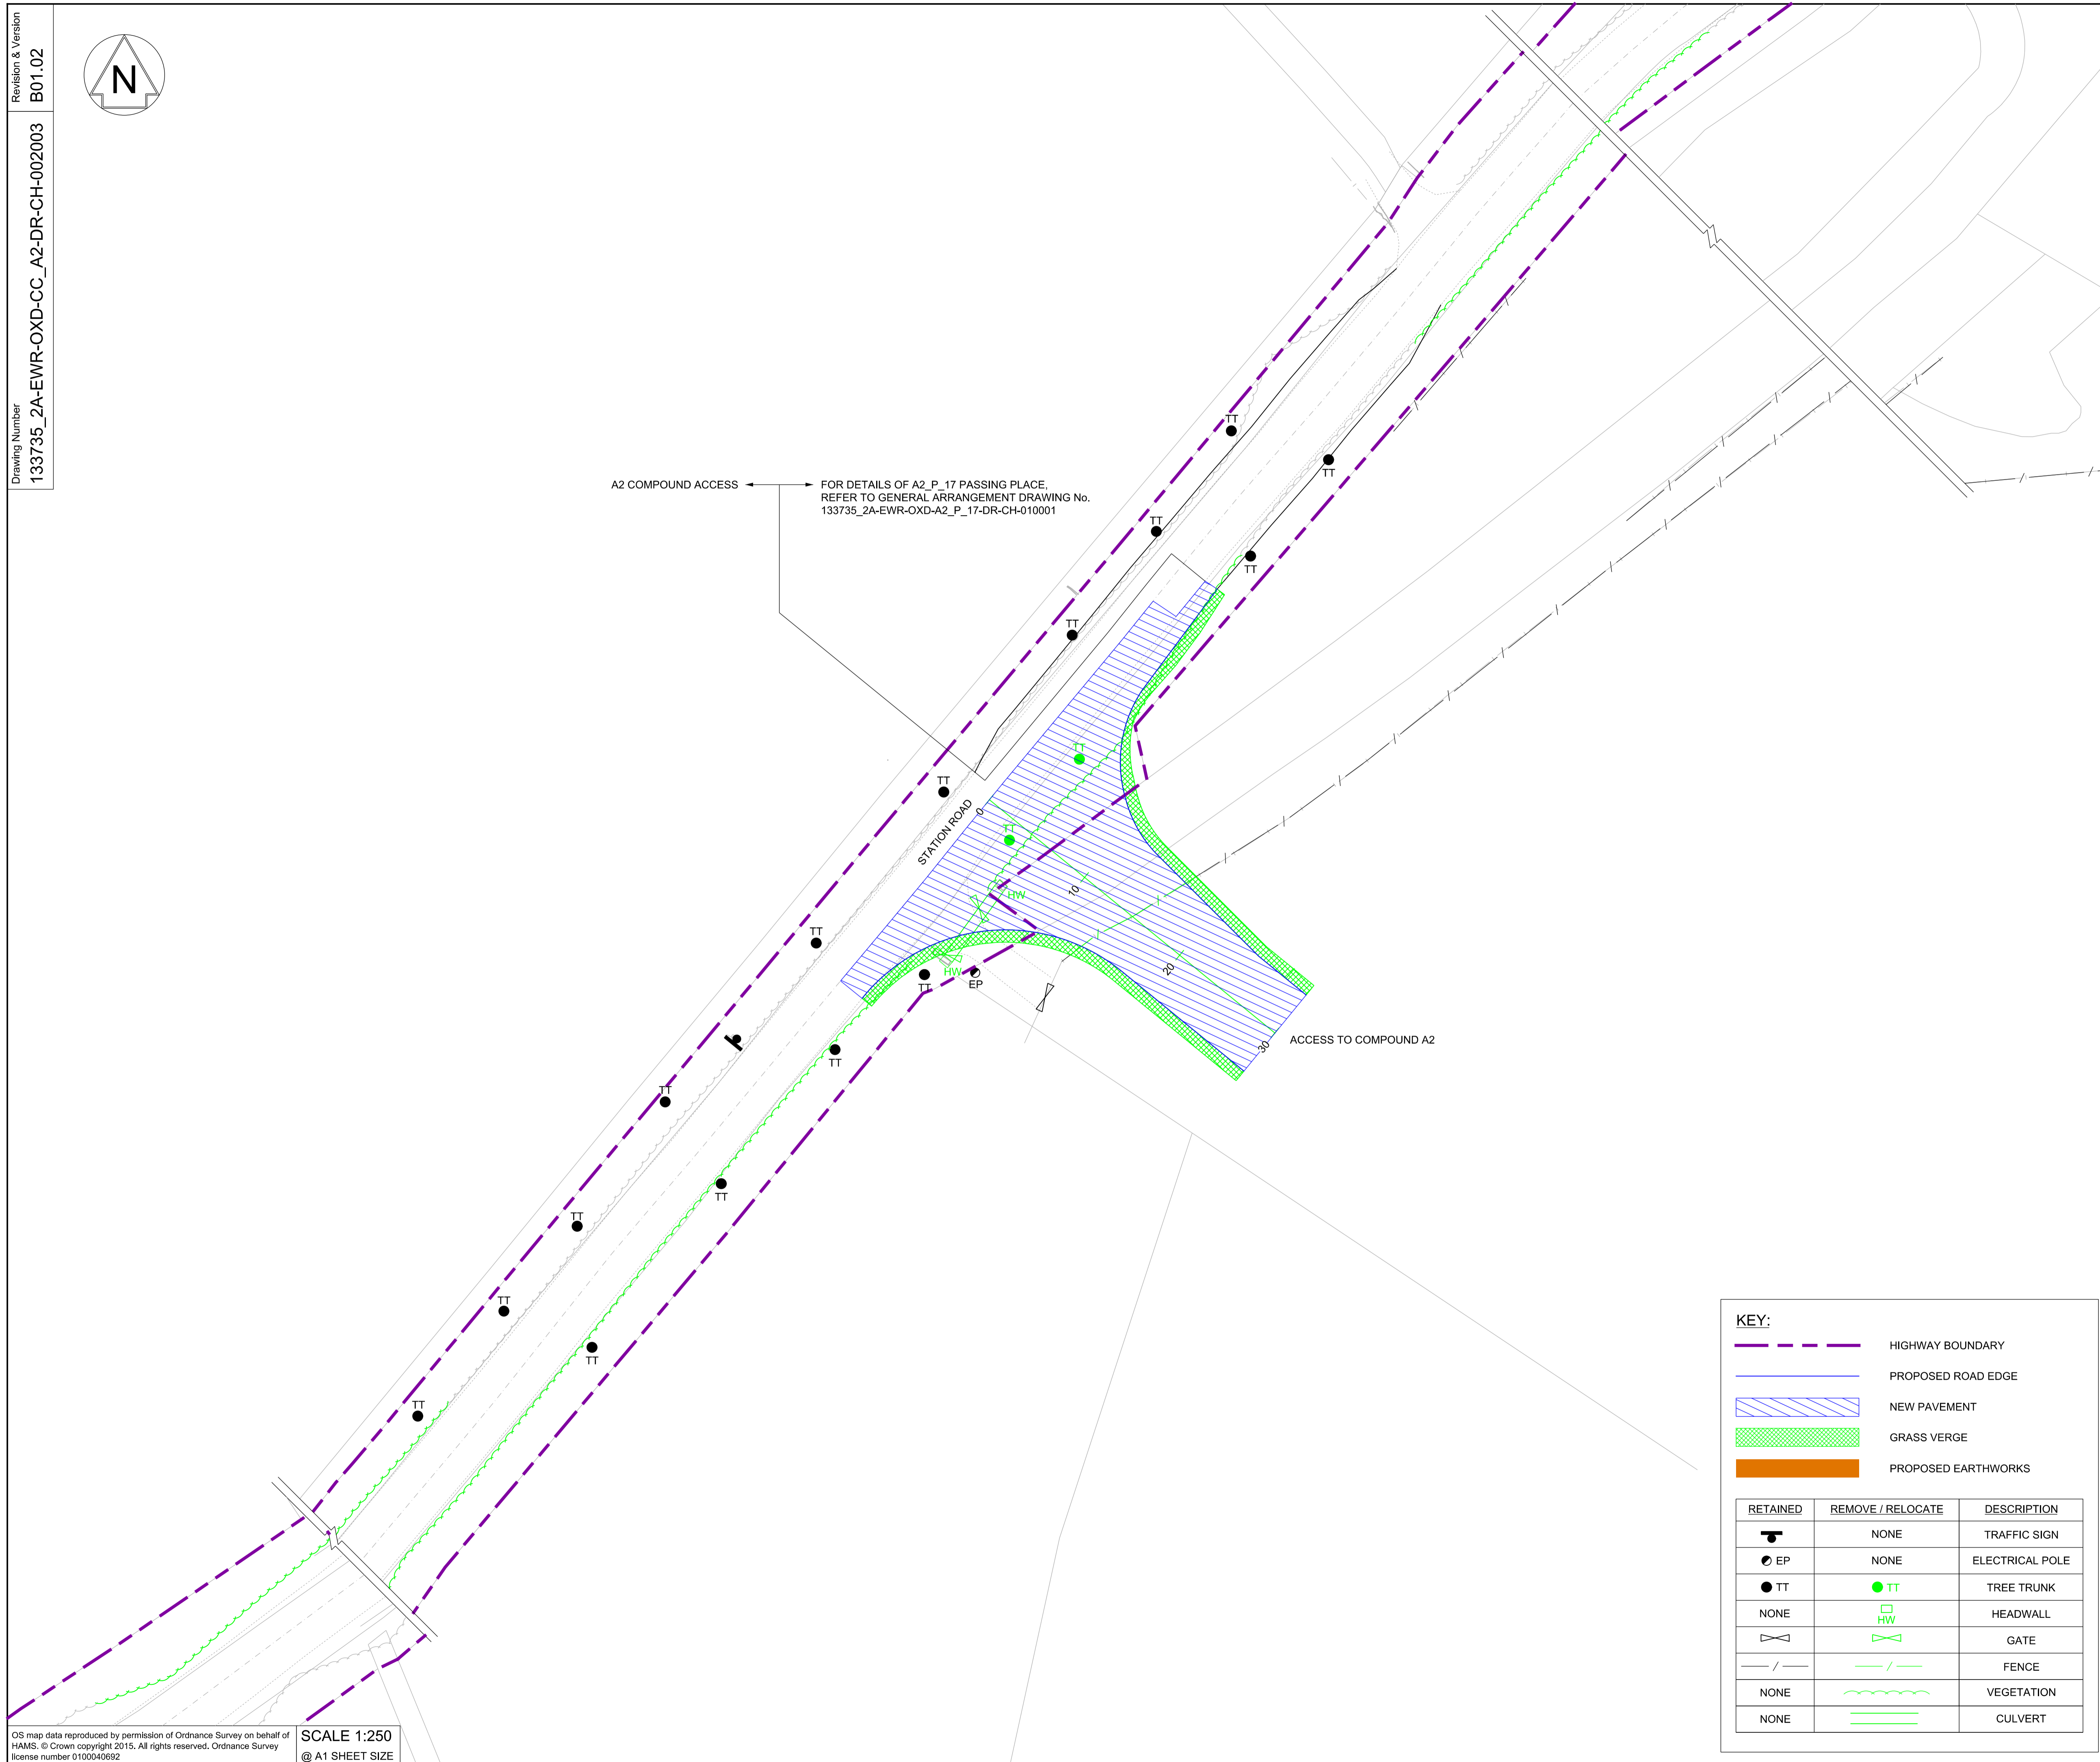 Revision & Version
B01.02
Drawing Number
133735_2A-EWR-OXD-CC_A2-DR-CH-002003
N
A2 COMPOUND ACCESS
FOR DETAILS OF A2_P_17 PASSING PLACE,
REFER TO GENERAL ARRANGEMENT DRAWING No.
133735_2A-EWR-OXD-A2_P_17-DR-CH-010001
TT
TT
TT
TT
TT
TT
TT
TT
STATION ROAD
0
10
20
30
HW
HW
TT
TT
EP
ACCESS TO COMPOUND A2
TT
TT
TT
TT
TT
TT
TT
KEY:
HIGHWAY BOUNDARY
PROPOSED ROAD EDGE
NEW PAVEMENT
GRASS VERGE
PROPOSED EARTHWORKS
RETAINED REMOVE / RELOCATE DESCRIPTION
NONE TRAFFIC SIGN
EP NONE ELECTRICAL POLE
TT TT TREE TRUNK
NONE HW HEADWALL
GATE
FENCE
NONE VEGETATION
NONE CULVERT
OS map data reproduced by permission of Ordnance Survey on behalf of
HAMS. © Crown copyright 2015. All rights reserved. Ordnance Survey
license number 0100040692
SCALE 1:250
@ A1 SHEET SIZE